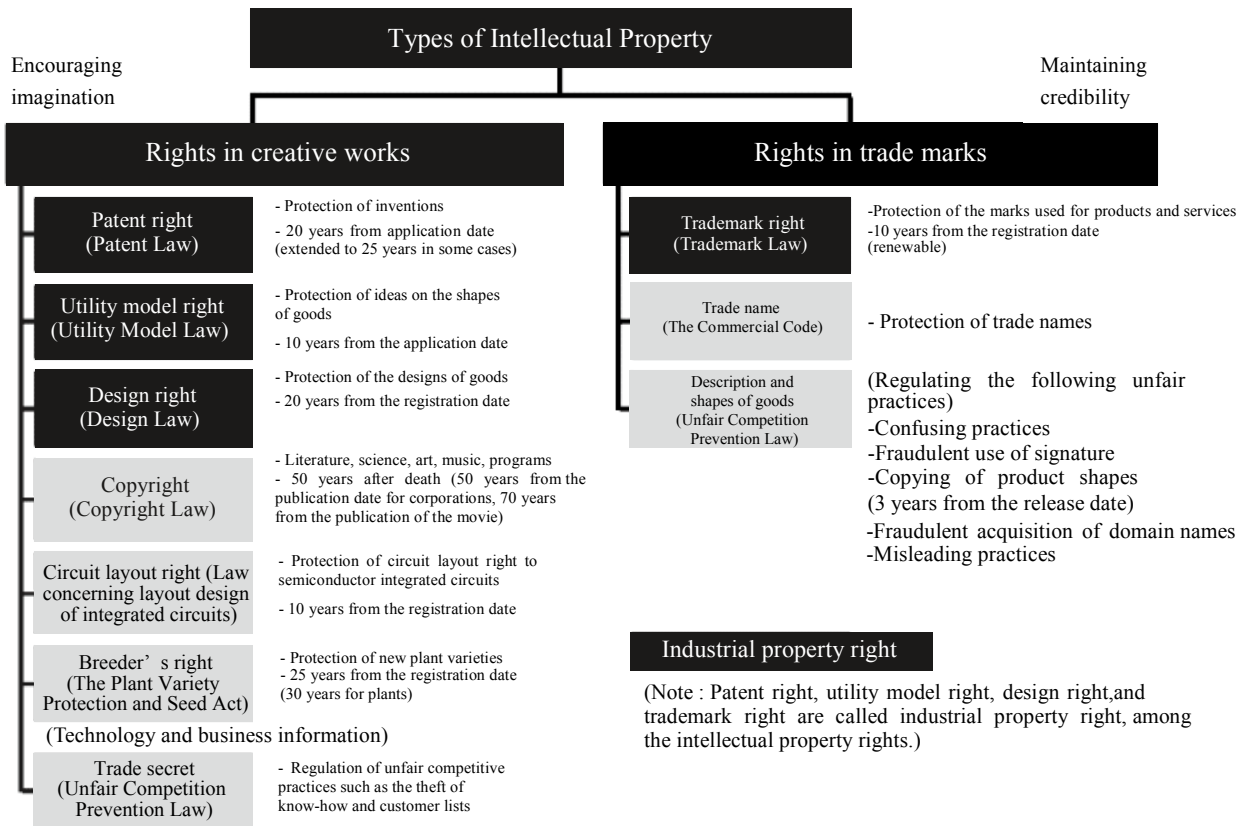 Types of Intellectual Property
Encouraging
imagination
Maintaining
credibility
Rights in creative works
Patent right
(Patent Law)
- Protection of inventions
- 20 years from application date
(extended to 25 years in some cases)
Utility model right
(Utility Model Law)
- Protection of ideas on the shapes
of goods
- 10 years from the application date
Design right
(Design Law)
- Protection of the designs of goods
- 20 years from the registration date
Copyright
(Copyright Law)
- Literature, science, art, music, programs
- 50 years after death (50 years from the
publication date for corporations, 70 years
from the publication of the movie)
Circuit layout right (Law
concerning layout design
of integrated circuits)
- Protection of circuit layout right to
semiconductor integrated circuits
- 10 years from the registration date
Breeder’ s right
(The Plant Variety
Protection and Seed Act)
- Protection of new plant varieties
- 25 years from the registration date
(30 years for plants)
(Technology and business information)
Trade secret
(Unfair Competition
Prevention Law)
- Regulation of unfair competitive
practices such as the theft of
know-how and customer lists
Rights in trade marks
Trademark right
(Trademark Law)
-Protection of the marks used for products and services
-10 years from the registration date
(renewable)
Trade name
(The Commercial Code)
- Protection of trade names
Description and
shapes of goods
(Unfair Competition
Prevention Law)
(Regulating the following unfair
practices)
-Confusing practices
-Fraudulent use of signature
-Copying of product shapes
(3 years from the release date)
-Fraudulent acquisition of domain names
-Misleading practices
Industrial property right
(Note : Patent right, utility model right, design right,and
trademark right are called industrial property right, among
the intellectual property rights.)